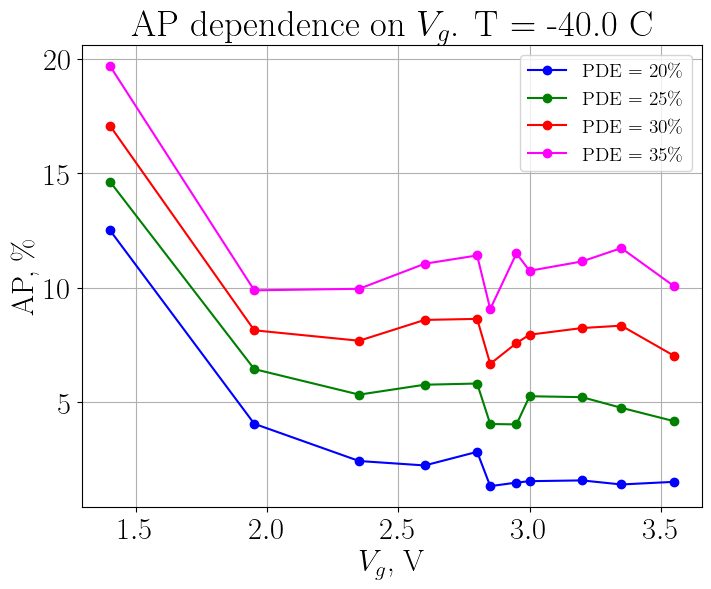 AP dependence on V_g. T = -40.0 C
PDE = 20%
PDE = 25%
PDE = 30%
PDE = 35%
AP, %
20
15
10
5
1.5 2.0 2.5 3.0 3.5
V_g, V